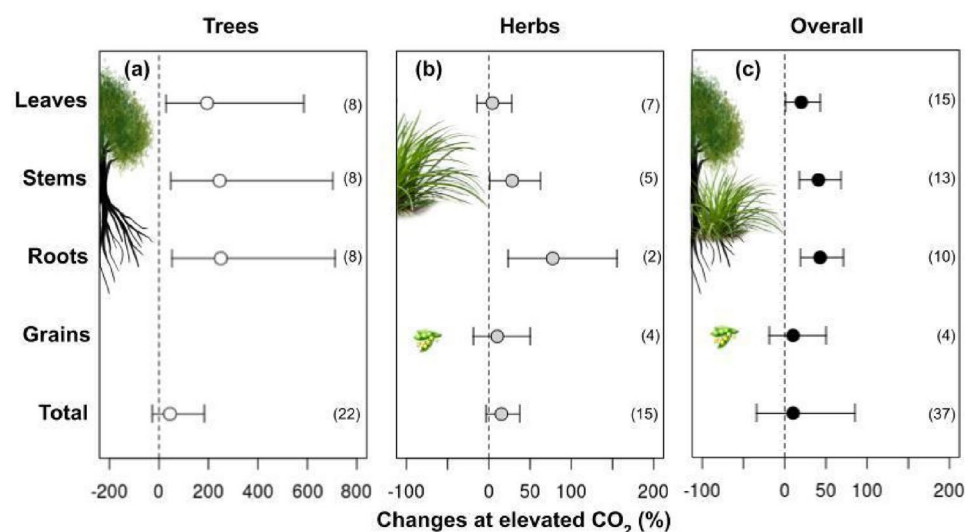 Trees Herbs Overall
(a) (b) (c)
Leaves (8) (7) (15)
Stems (8) (5) (13)
Roots (8) (2) (10)
Grains (4) (4)
Total (22) (15) (37)
-200 0 200 400 600 800 -100 0 50 100 200 -100 0 50 100 200
Changes at elevated CO₂ (%)